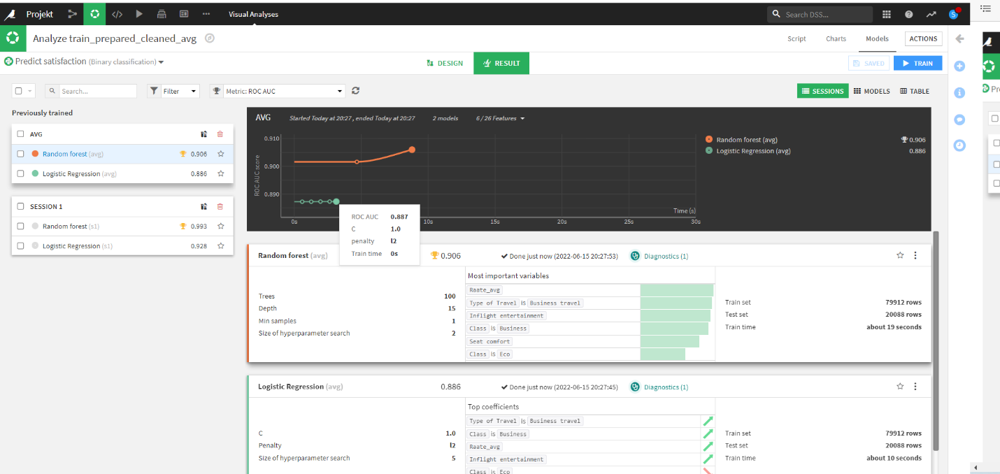 Projekt
Visual Analyses
Search DSS...
S
Analyze train_prepared_cleaned_avg
Script Charts Models ACTIONS
Predict satisfaction (Binary classification)
DESIGN RESULT
SAVED TRAIN
Search... Filter Metric: ROC AUC
SESSIONS MODELS TABLE
Previously trained
AVG
Random forest (avg) 0.906
Logistic Regression (avg) 0.886
SESSION 1
Random forest (s1) 0.993
Logistic Regression (s1) 0.928
AVG Started Today at 20:27 , ended Today at 20:27 2 models 6 / 26 Features
ROC AUC score
0.910
0.900
0.890
0s 10s 15s 20s 25s 30s
Time (s)
Random forest (avg) 0.906
Logistic Regression (avg) 0.886
ROC AUC 0.887
C 1.0
penalty l2
Train time 0s
Random forest (avg) 0.906 Done just now (2022-06-15 20:27:53) Diagnostics (1)
Trees 100
Depth 15
Min samples 1
Size of hyperparameter search 2
Most important variables
Raate_avg
Type of Travel is Business travel
Inflight entertainment
Class is Business
Seat comfort
Class is Eco
Train set 79912 rows
Test set 20088 rows
Train time about 19 seconds
Logistic Regression (avg) 0.886 Done just now (2022-06-15 20:27:45) Diagnostics (1)
C 1.0
Penalty l2
Size of hyperparameter search 5
Top coefficients
Type of Travel is Business travel
Class is Business
Raate_avg
Inflight entertainment
Class is Eco
Train set 79912 rows
Test set 20088 rows
Train time about 10 seconds